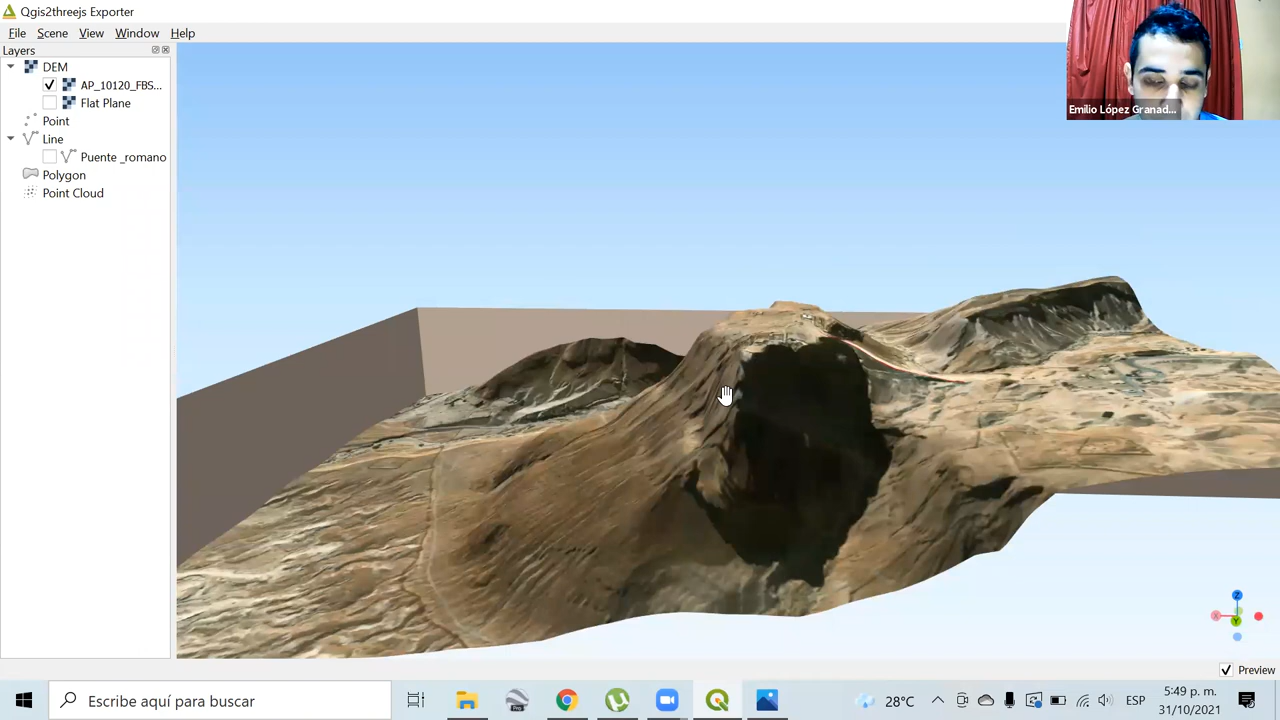 Qgis2threejs Exporter
File Scene View Window Help
Layers
DEM
AP_10120_FBS...
Flat Plane
Point
Line
Puente _romano
Polygon
Point Cloud
Emilio López Granad...
Z
X
Y
Preview
Escribe aquí para buscar
Pro
28°C
ESP
5:49 p. m.
31/10/2021